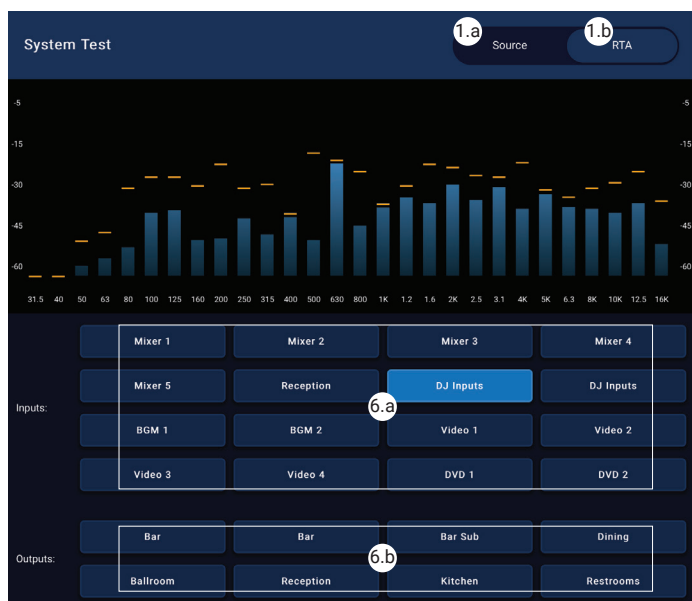 System Test
1.a
Source
1.b
RTA
-5 -5
-15 -15
-30 -30
-45 -45
-60 -60
31.5 40 50 63 80 100 125 160 200 250 315 400 500 630 800 1K 1.2 1.6 2K 2.5 3.1 4K 5K 6.3 8K 10K 12.5 16K
Inputs:
Mixer 1 Mixer 2 Mixer 3 Mixer 4
Mixer 5 Reception DJ Inputs DJ Inputs
6.a
BGM 1 BGM 2 Video 1 Video 2
Video 3 Video 4 DVD 1 DVD 2
Outputs:
Bar Bar Bar Sub Dining
6.b
Ballroom Reception Kitchen Restrooms